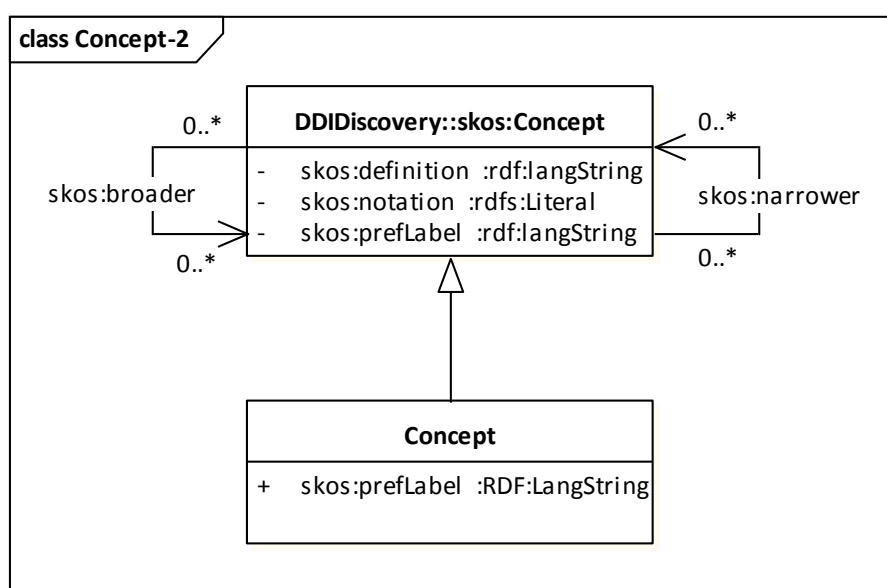 class Concept-2
DDIDiscovery::skos:Concept
0..*
0..*
- skos:definition :rdf:langString
skos:broader
- skos:notation :rdfs:Literal
skos:narrower
- skos:prefLabel :rdf:langString
0..*
0..*
Concept
+ skos:prefLabel :RDF:LangString